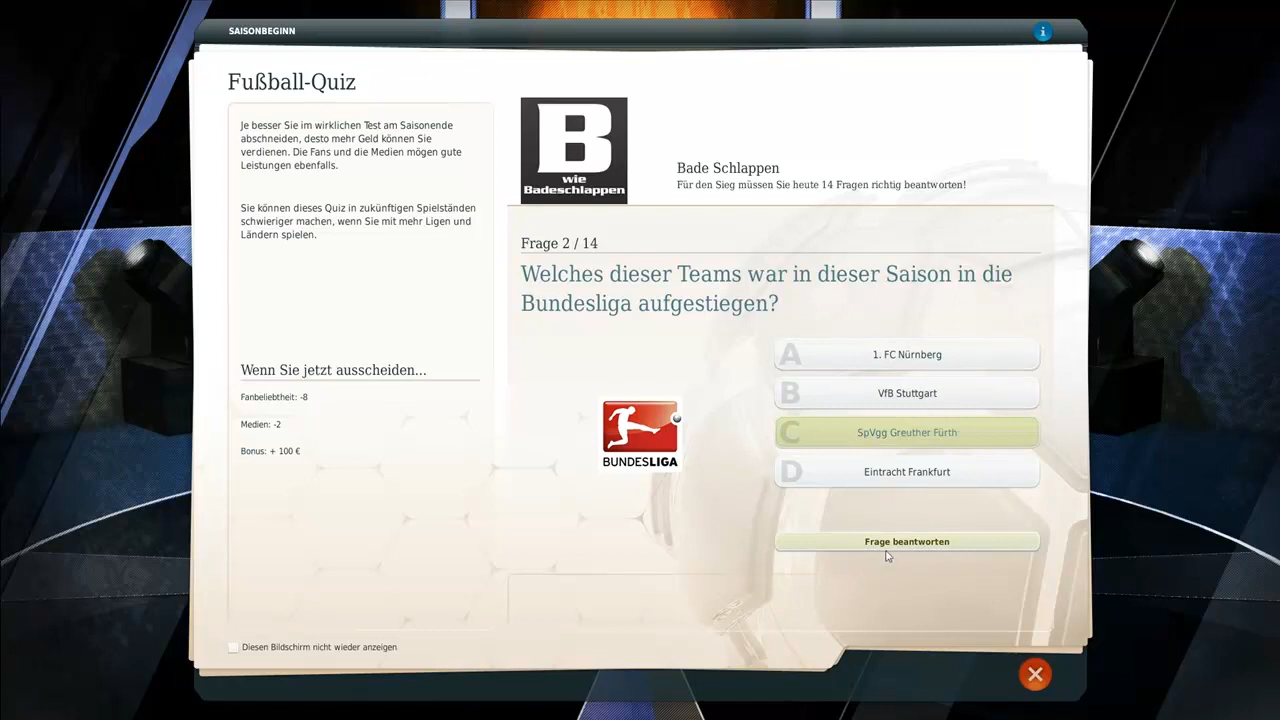 SAISONBEGINN
i
Fußball-Quiz
Je besser Sie im wirklichen Test am Saisonende
abschneiden, desto mehr Geld können Sie
verdienen. Die Fans und die Medien mögen gute
Leistungen ebenfalls.
Sie können dieses Quiz in zukünftigen Spielständen
schwieriger machen, wenn Sie mit mehr Ligen und
Ländern spielen.
Wenn Sie jetzt ausscheiden...
Fanbeliebtheit: -8
Medien: -2
Bonus: + 100 €
B
wie
Badeschlappen
Bade Schlappen
Für den Sieg müssen Sie heute 14 Fragen richtig beantworten!
Frage 2 / 14
Welches dieser Teams war in dieser Saison in die
Bundesliga aufgestiegen?
BUNDESLIGA
A 1. FC Nürnberg
B VfB Stuttgart
C SpVgg Greuther Fürth
D Eintracht Frankfurt
Frage beantworten
Diesen Bildschirm nicht wieder anzeigen